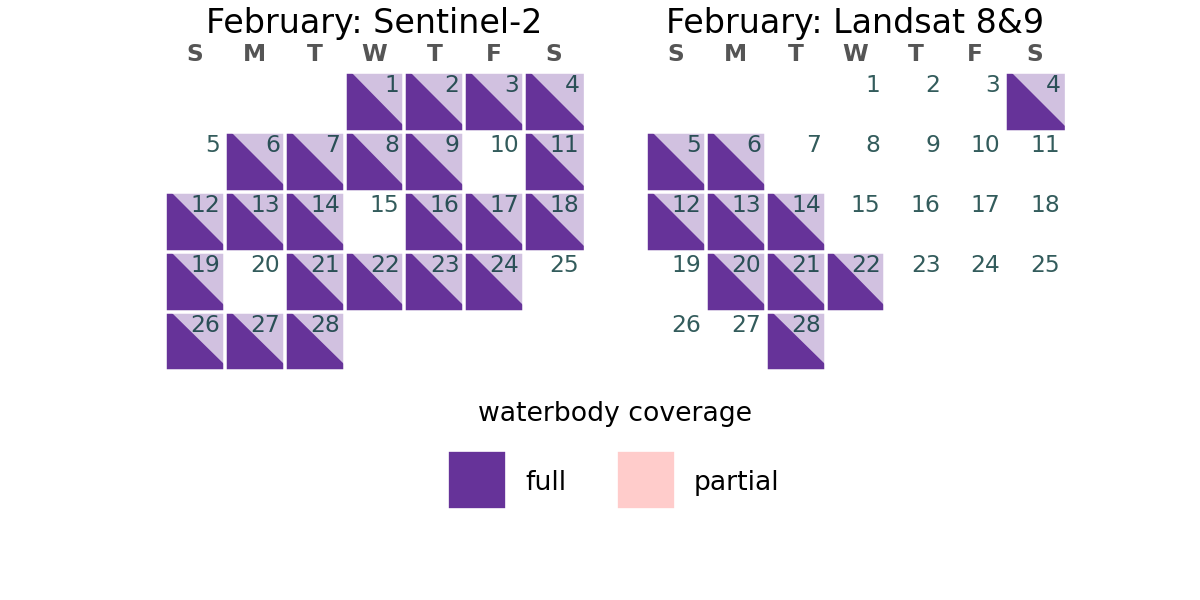 February: Sentinel-2
S M T W T F S
1 2 3 4
5 6 7 8 9 10 11
12 13 14 15 16 17 18
19 20 21 22 23 24 25
26 27 28
February: Landsat 8&9
S M T W T F S
1 2 3 4
5 6 7 8 9 10 11
12 13 14 15 16 17 18
19 20 21 22 23 24 25
26 27 28
waterbody coverage
full partial